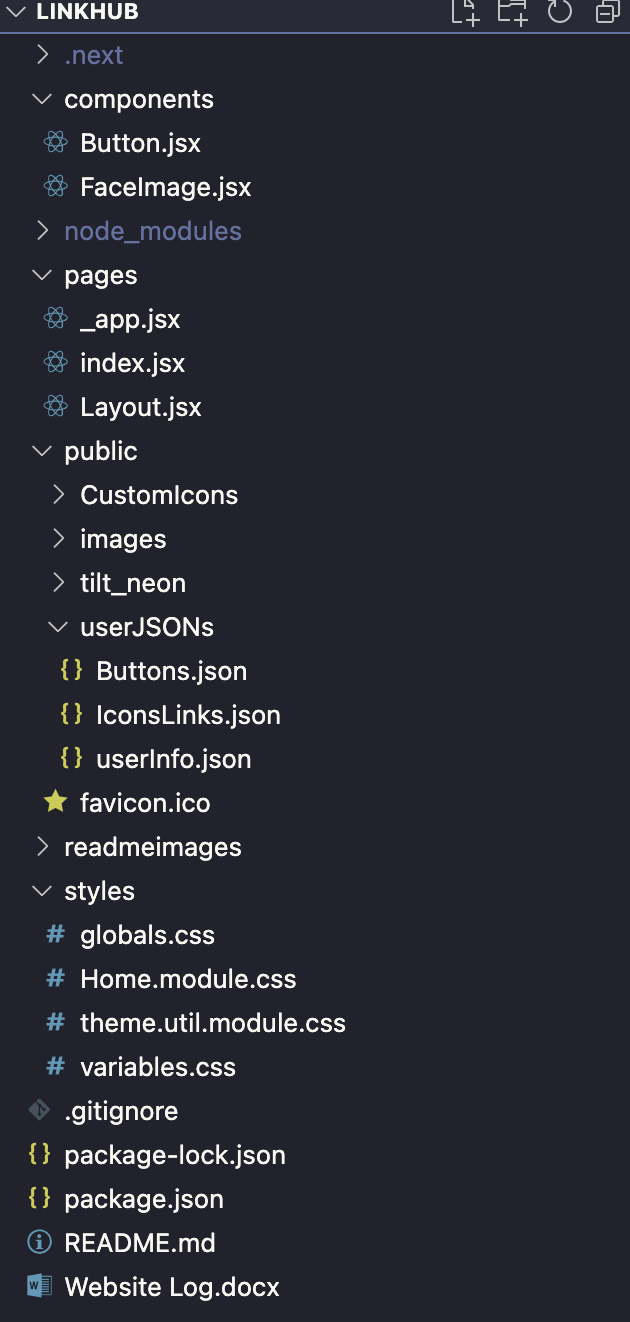 LINKHUB
.next
components
Button.jsx
FaceImage.jsx
node_modules
pages
_app.jsx
index.jsx
Layout.jsx
public
CustomIcons
images
tilt_neon
userJSONs
{} Buttons.json
{} IconsLinks.json
{} userInfo.json
favicon.ico
readmeimages
styles
# globals.css
# Home.module.css
# theme.util.module.css
# variables.css
.gitignore
{} package-lock.json
{} package.json
README.md
Website Log.docx